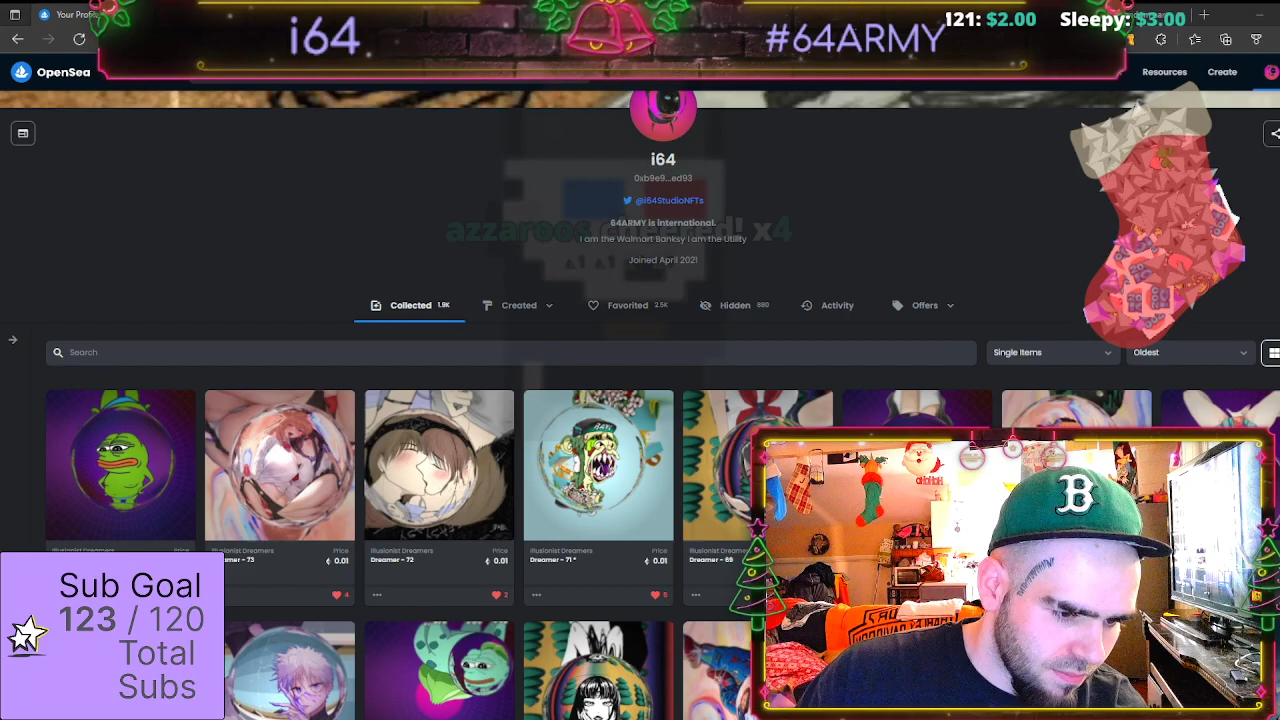 Your Profi
i64
#64ARMY
121: $2.00
Sleepy: $3.00
OpenSea
Resources
Create
i64
0xb9e9...ed93
@i64StudioNFTs
64ARMY is international.
azzaroos cheered! x4
I am the Walmart Banksy I am the Utility
Joined April 2021
Collected 1.9K
Created
Favorited 2.5K
Hidden 880
Activity
Offers
Search
Single Items
Oldest
Illusionist Dreamers
Price
Illusionist Dreamers
Price
Illusionist Dreamers
Price
Illusionist Dreamers
Price
Illusionist Dreamers
mer - 73
0.01
Dreamer - 72
0.01
Dreamer - 71 *
0.01
Dreamer - 69
4
2
5
Sub Goal
123 / 120
Total
Subs
B